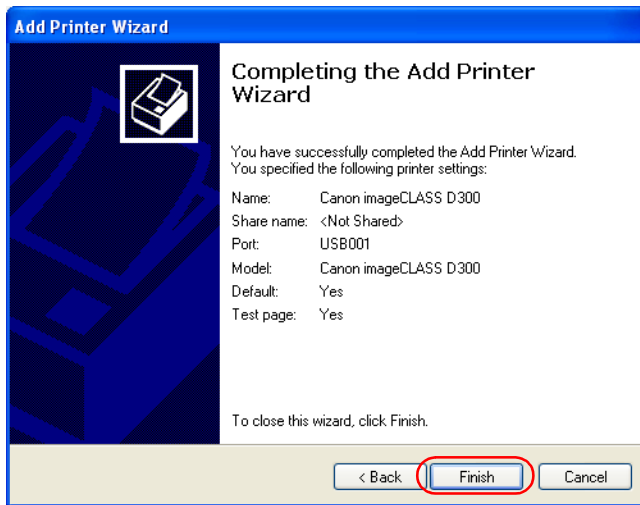 Add Printer Wizard
Completing the Add Printer
Wizard
You have successfully completed the Add Printer Wizard.
You specified the following printer settings:
Name: Canon imageCLASS D300
Share name: <Not Shared>
Port: USB001
Model: Canon imageCLASS D300
Default: Yes
Test page: Yes
To close this wizard, click Finish.
< Back Finish Cancel